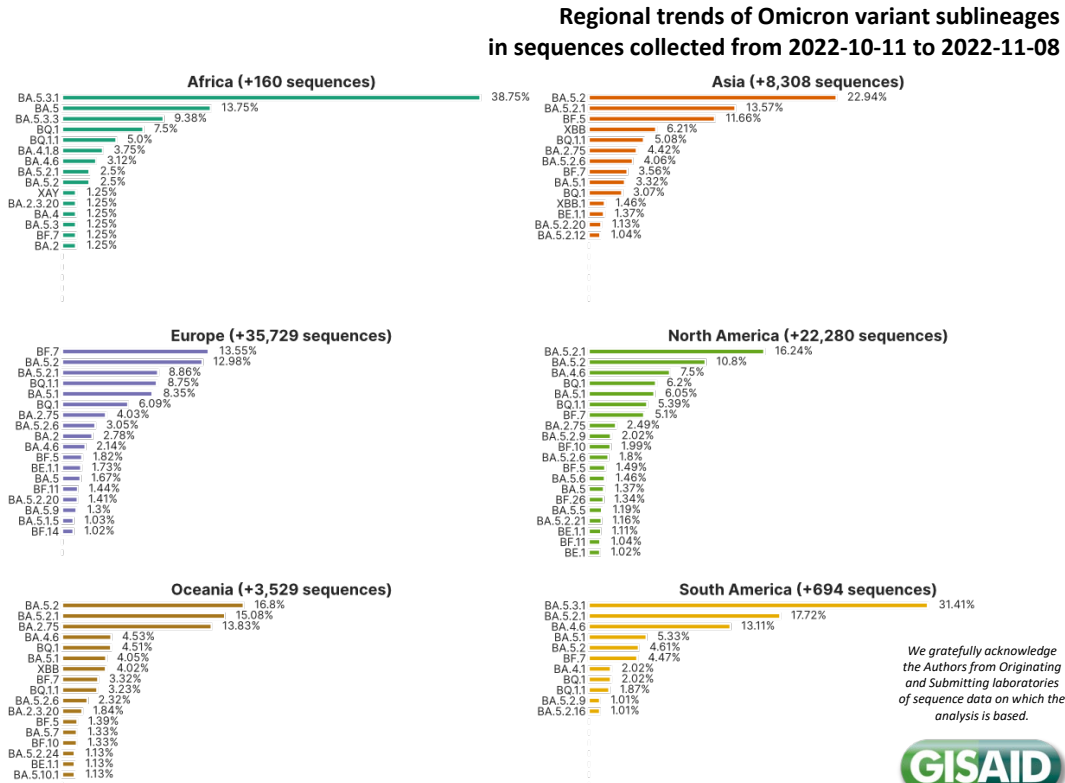 Regional trends of Omicron variant sublineages
in sequences collected from 2022-10-11 to 2022-11-08
Africa (+160 sequences)
BA.5.3.1 38.75%
BA.5 13.75%
BA.5.3.3 9.38%
BQ.1 7.5%
BQ.1.1 5.0%
BA.4.1.8 3.75%
BA.4.6 3.12%
BA.5.2.1 2.5%
BA.5.2 2.5%
XAY 1.25%
BA.2.3.20 1.25%
BA.4 1.25%
BA.5.3 1.25%
BF.7 1.25%
BA.2 1.25%
Asia (+8,308 sequences)
BA.5.2 22.94%
BA.5.2.1 13.57%
BF.5 11.66%
XBB 6.21%
BQ.1.1 5.08%
BA.2.75 4.42%
BA.5.2.6 4.06%
BF.7 3.56%
BA.5.1 3.32%
BQ.1 3.07%
XBB.1 1.46%
BE.1.1 1.37%
BA.5.2.20 1.13%
BA.5.2.12 1.04%
Europe (+35,729 sequences)
BF.7 13.55%
BA.5.2 12.98%
BA.5.2.1 8.86%
BQ.1.1 8.75%
BA.5.1 8.35%
BQ.1 6.09%
BA.2.75 4.03%
BA.5.2.6 3.05%
BA.2 2.78%
BA.4.6 2.14%
BF.5 1.82%
BE.1.1 1.73%
BA.5 1.67%
BF.11 1.44%
BA.5.2.20 1.41%
BA.5.9 1.3%
BA.5.1.5 1.03%
BF.14 1.02%
North America (+22,280 sequences)
BA.5.2.1 16.24%
BA.5.2 10.8%
BA.4.6 7.5%
BQ.1 6.2%
BA.5.1 6.05%
BQ.1.1 5.39%
BF.7 5.1%
BA.2.75 2.49%
BA.5.2.9 2.02%
BF.10 1.99%
BA.5.2.6 1.8%
BF.5 1.49%
BA.5.6 1.46%
BA.5 1.37%
BF.26 1.34%
BA.5.5 1.19%
BA.5.2.21 1.16%
BE.1.1 1.11%
BF.11 1.04%
BE.1 1.02%
Oceania (+3,529 sequences)
BA.5.2 16.8%
BA.5.2.1 15.08%
BA.2.75 13.83%
BA.4.6 4.53%
BQ.1 4.51%
BA.5.1 4.05%
XBB 4.02%
BF.7 3.32%
BQ.1.1 3.23%
BA.5.2.6 2.32%
BA.2.3.20 1.84%
BF.5 1.39%
BA.5.7 1.33%
BF.10 1.33%
BA.5.2.24 1.13%
BE.1.1 1.13%
BA.5.10.1 1.13%
South America (+694 sequences)
BA.5.3.1 31.41%
BA.5.2.1 17.72%
BA.4.6 13.11%
BA.5.1 5.33%
BA.5.2 4.61%
BF.7 4.47%
BA.4.1 2.02%
BQ.1 2.02%
BQ.1.1 1.87%
BA.5.2.9 1.01%
BA.5.2.16 1.01%
We gratefully acknowledge
the Authors from Originating
and Submitting laboratories
of sequence data on which the
analysis is based.
GISAID